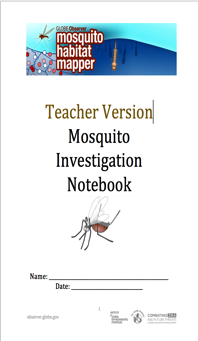 GLOBE Observer
mosquito
habitat
mapper
Teacher Version
Mosquito
Investigation
Notebook
Name:
Date:
1
observer.globe.gov